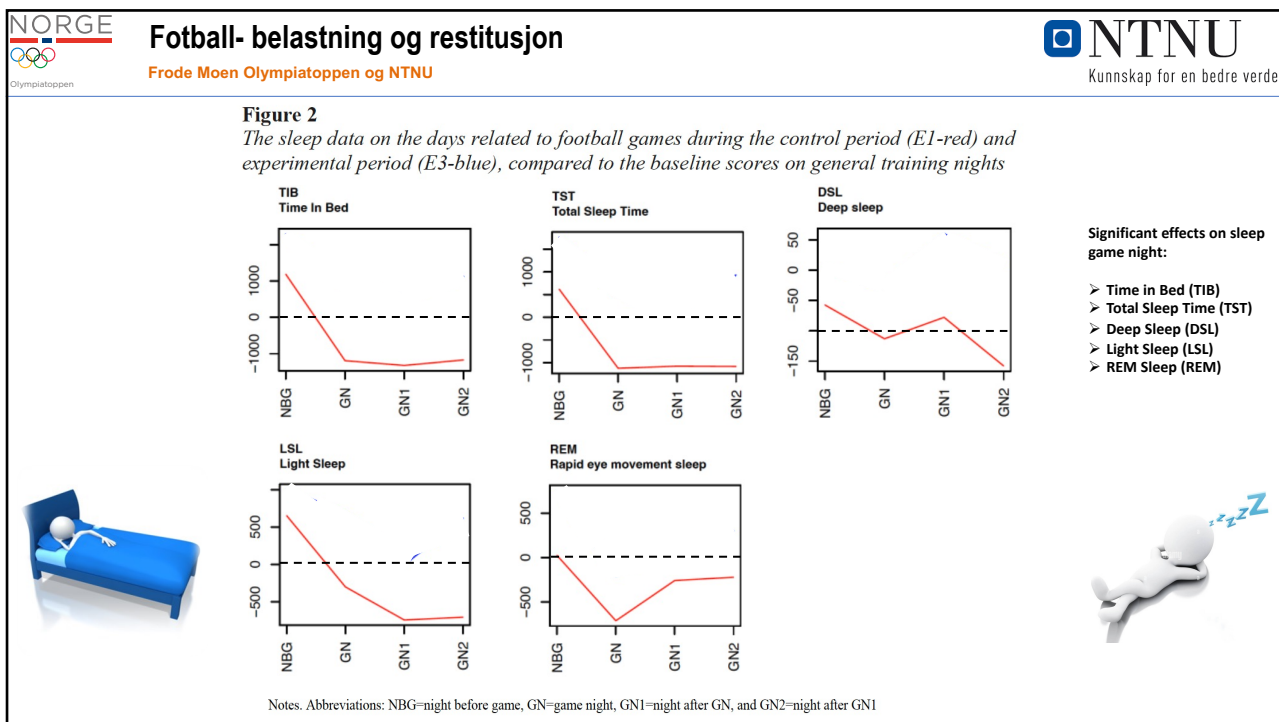 NORGE
Olympiatoppen
Fotball- belastning og restitusjon
Frode Moen Olympiatoppen og NTNU
NTNU
Kunnskap for en bedre verde
Figure 2
The sleep data on the days related to football games during the control period (E1-red) and
experimental period (E3-blue), compared to the baseline scores on general training nights
TIB
Time In Bed
1000
0
-1000
NBG
GN
GN1
GN2
TST
Total Sleep Time
1000
0
-1000
NBG
GN
GN1
GN2
DSL
Deep sleep
50
0
-50
-150
NBG
GN
GN1
GN2
Significant effects on sleep
game night:
➢ Time in Bed (TIB)
➢ Total Sleep Time (TST)
➢ Deep Sleep (DSL)
➢ Light Sleep (LSL)
➢ REM Sleep (REM)
LSL
Light Sleep
500
0
-500
NBG
GN
GN1
GN2
REM
Rapid eye movement sleep
500
0
-500
NBG
GN
GN1
GN2
z z z Z Z
Notes. Abbreviations: NBG=night before game, GN=game night, GN1=night after GN, and GN2=night after GN1